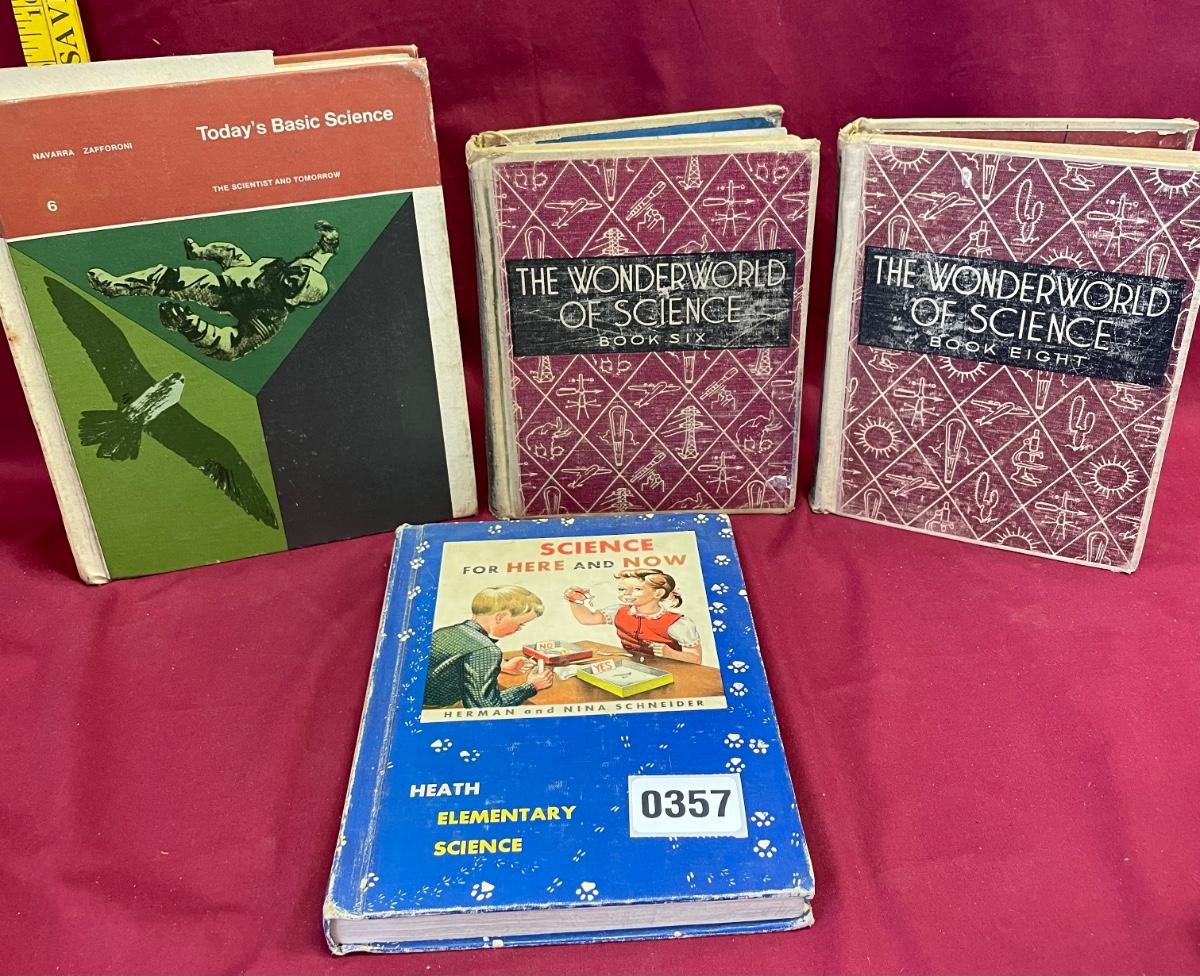 SAV
Today's Basic Science
NAVARRA ZAFFORONI
THE SCIENTIST AND TOMORROW
6
THE WONDERWORLD
OF SCIENCE
BOOK SIX
THE WONDERWORLD
OF SCIENCE
BOOK EIGHT
SCIENCE
FOR HERE AND NOW
NO
YES
HERMAN and NINA SCHNEIDER
HEATH
ELEMENTARY
SCIENCE
0357